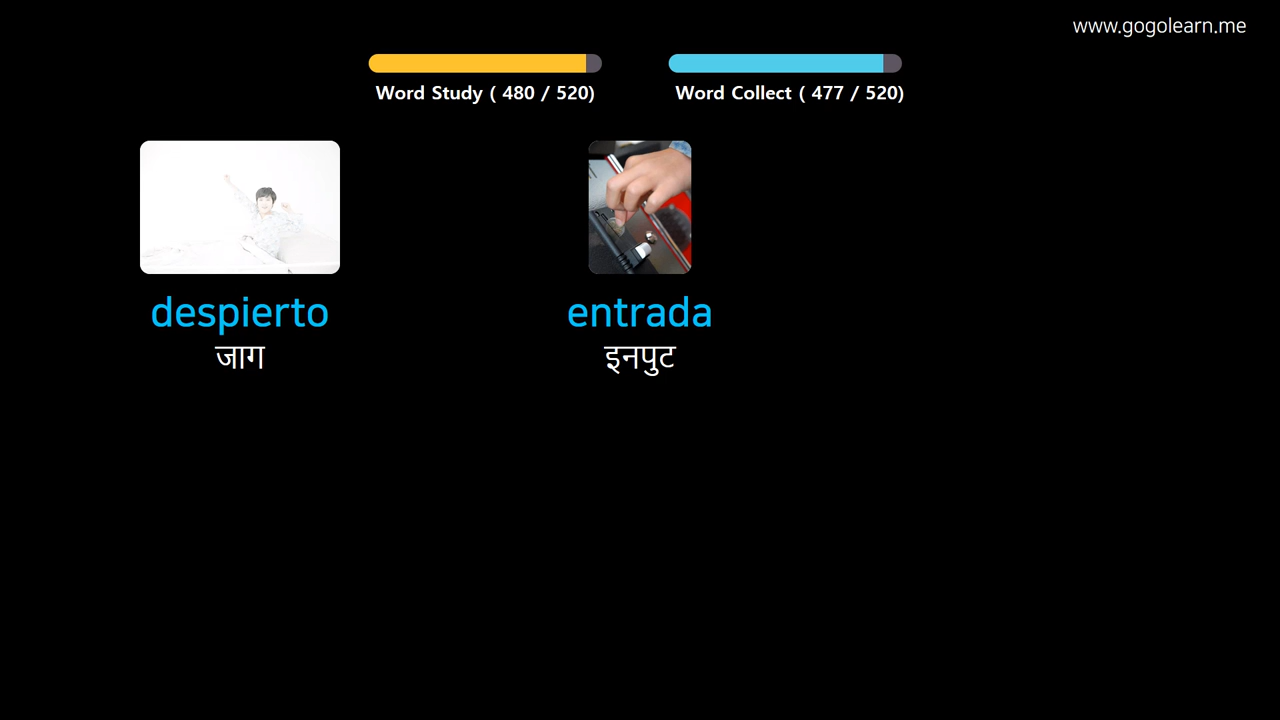 www.gogolearn.me
Word Study ( 480 / 520)
Word Collect ( 477 / 520)
despierto
जाग
entrada
इनपुट